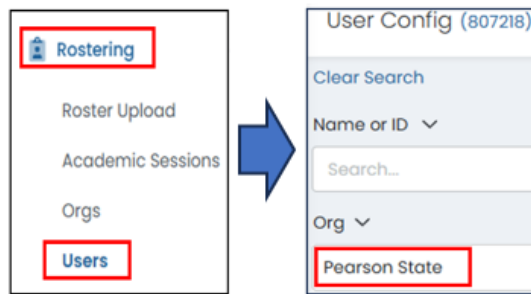 Rostering
Roster Upload
Academic Sessions
Orgs
Users
User Config (807218)
Clear Search
Name or ID
Search...
Org
Pearson State